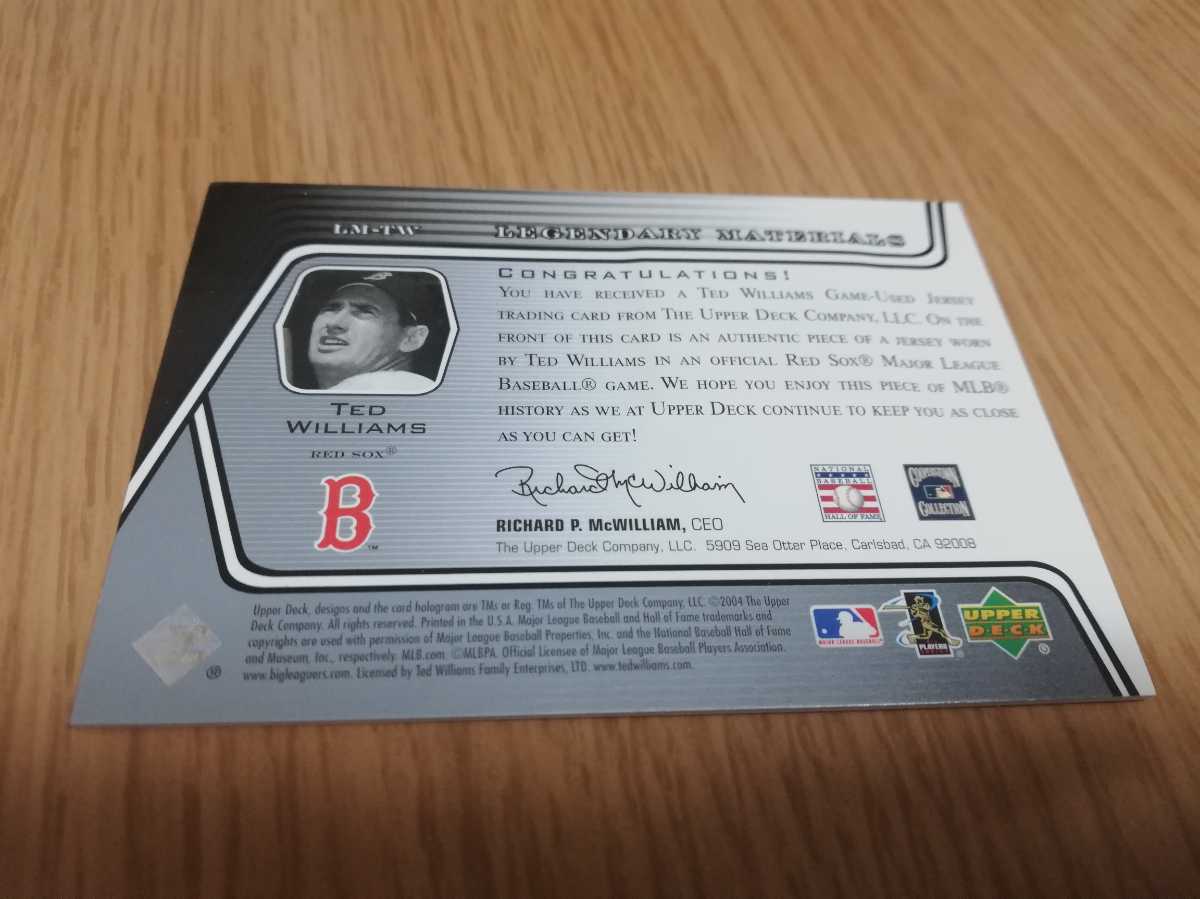 LM-TW
LEGENDARY MATERIALS
CONGRATULATIONS!
YOU HAVE RECEIVED A TED WILLIAMS GAME-USED JERSEY
TRADING CARD FROM THE UPPER DECK COMPANY, LLC. ON THE
FRONT OF THIS CARD IS AN AUTHENTIC PIECE OF A JERSEY WORN
BY TED WILLIAMS IN AN OFFICIAL RED SOX® MAJOR LEAGUE
BASEBALL® GAME. WE HOPE YOU ENJOY THIS PIECE OF MLB®
HISTORY AS WE AT UPPER DECK CONTINUE TO KEEP YOU AS CLOSE
AS YOU CAN GET!
B
TED
WILLIAMS
RED SOX®
B™
Richard McWilliam
RICHARD P. McWILLIAM, CEO
The Upper Deck Company, LLC. 5909 Sea Otter Place, Carlsbad, CA 92008
NATIONAL
BASEBALL
HALL OF FAME
COOPERSTOWN
COLLECTION
Upper Deck, designs and the card hologram are TMs or Reg. TMs of The Upper Deck Company, LLC. ©2004 The Upper
Deck Company. All rights reserved. Printed in the U.S.A. Major League Baseball and Hall of Fame trademarks and
copyrights are used with permission of Major League Baseball Properties, Inc. and the National Baseball Hall of Fame
and Museum, Inc., respectively. MLB.com ©MLBPA. Official Licensee of Major League Baseball Players Association.
www.bigleaguers.com. Licensed by Ted Williams Family Enterprises, LTD. www.tedwilliams.com.
®
MAJOR LEAGUE BASEBALL
PLAYERS
CHOICE
UPPER
DECK
®